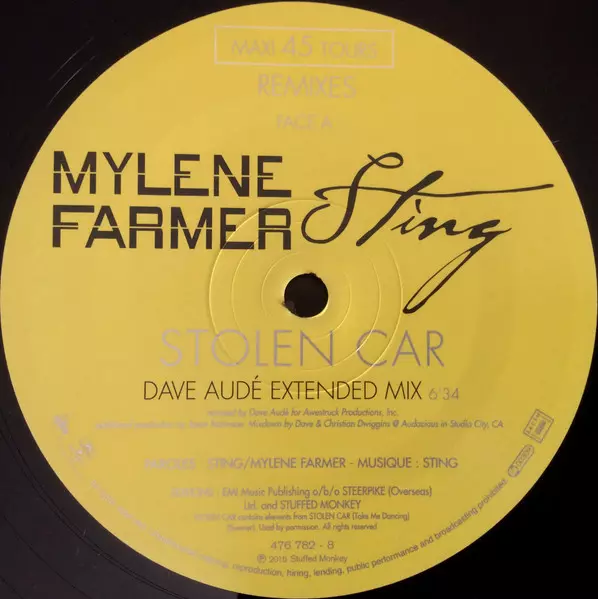 MAXI 45 TOURS
REMIXES
FACE A
MYLENE
FARMER Sting
STOLEN CAR
DAVE AUDÉ EXTENDED MIX 6'34
remixed by Dave Audé for Awestruck Productions, Inc.
Mixdown by Dave & Christian Dwiggins @ Audacious in Studio City, CA
STING/MYLENE FARMER - MUSIQUE : STING
EMI Music Publishing o/b/o STEERPIKE (Overseas)
Ltd. and STUFFED MONKEY
STOLEN CAR contains elements from STOLEN CAR (Take Me Dancing)
Used by permission. All rights reserved
476 782 - 8
℗ © 2015 Stuffed Monkey
reproduction, hiring, lending, public performance and broadcasting prohibited.